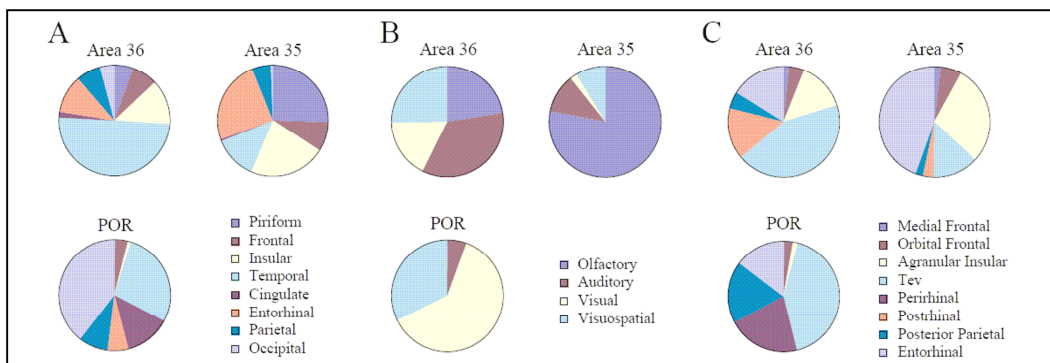 A
Area 36
Area 35
POR
Piriform
Frontal
Insular
Temporal
Cingulate
Entorhinal
Parietal
Occipital
B
Area 36
Area 35
POR
Olfactory
Auditory
Visual
Visuospatial
C
Area 36
Area 35
POR
Medial Frontal
Orbital Frontal
Agranular Insular
Tev
Perirhinal
Postrhinal
Posterior Parietal
Entorhinal